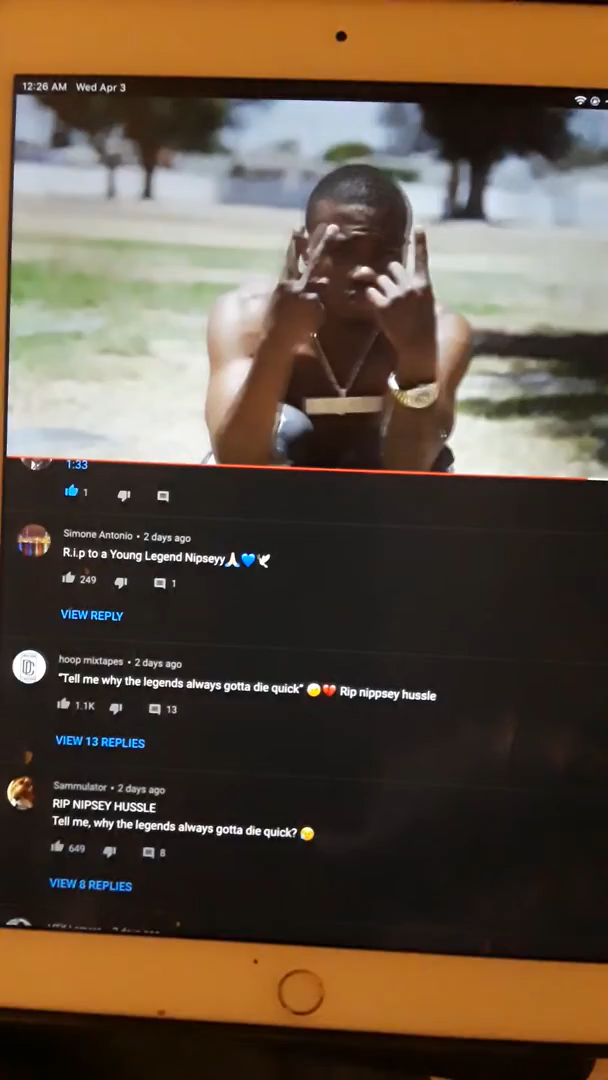 12:26 AM Wed Apr 3
1:33
1
Simone Antonio • 2 days ago
R.i.p to a Young Legend Nipseyy🙏🏻💙🕊
249 1
VIEW REPLY
hoop mixtapes • 2 days ago
"Tell me why the legends always gotta die quick" 🤕💔 Rip nippsey hussle
1.1K 13
VIEW 13 REPLIES
Sammulator • 2 days ago
RIP NIPSEY HUSSLE
Tell me, why the legends always gotta die quick? 😢
649 8
VIEW 8 REPLIES